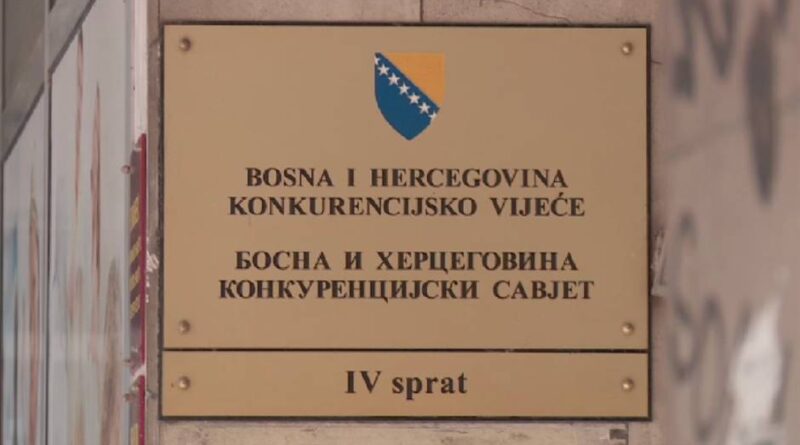 BOSNA I HERCEGOVINA
KONKURENCIJSKO VIJEĆE
БОСНА И ХЕРЦЕГОВИНА
КОНКУРЕНЦИЈСКИ САВЈЕТ
IV sprat